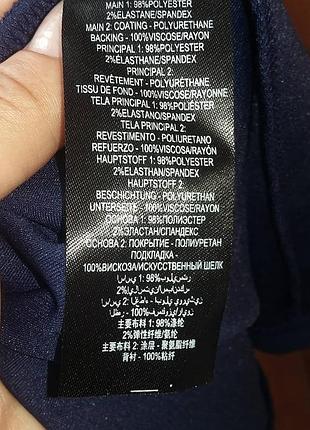 MAIN 1: 98%POLYESTER
2%ELASTANE/SPANDEX
MAIN 2: COATING - POLYURETHANE
BACKING - 100%VISCOSE/RAYON
PRINCIPAL 1: 98%POLYESTER
2%ÉLASTHANE/SPANDEX
PRINCIPAL 2:
REVÊTEMENT - POLYURÉTHANE
TISSU DE FOND - 100%VISCOSE/RAYONNE
TELA PRINCIPAL 1: 98%POLIÉSTER
2%ELASTANO/SPANDEX
TELA PRINCIPAL 2:
REVESTIMENTO - POLIURETANO
REFUERZO - 100%VISCOSA/RAYÓN
HAUPTSTOFF 1: 98%POLYESTER
2%ELASTHAN/SPANDEX
HAUPTSTOFF 2:
BESCHICHTUNG - POLYURETHAN
UNTERSEITE - 100%VISKOSE/RAYON
ОСНОВА 1: 98%ПОЛИЭСТЕР
2%ЭЛАСТАН/СПАНДЕКС
ОСНОВА 2: ПОКРЫТИЕ - ПОЛИУРЕТАН
ПОДКЛАДКА -
100%ВИСКОЗА/ИСКУССТВЕННЫЙ ШЕЛК
主要布料 1: 98%涤纶
2%弹性纤维/氨纶
主要布料 2: 涂层 - 聚氨酯纤维
背衬 - 100%粘纤